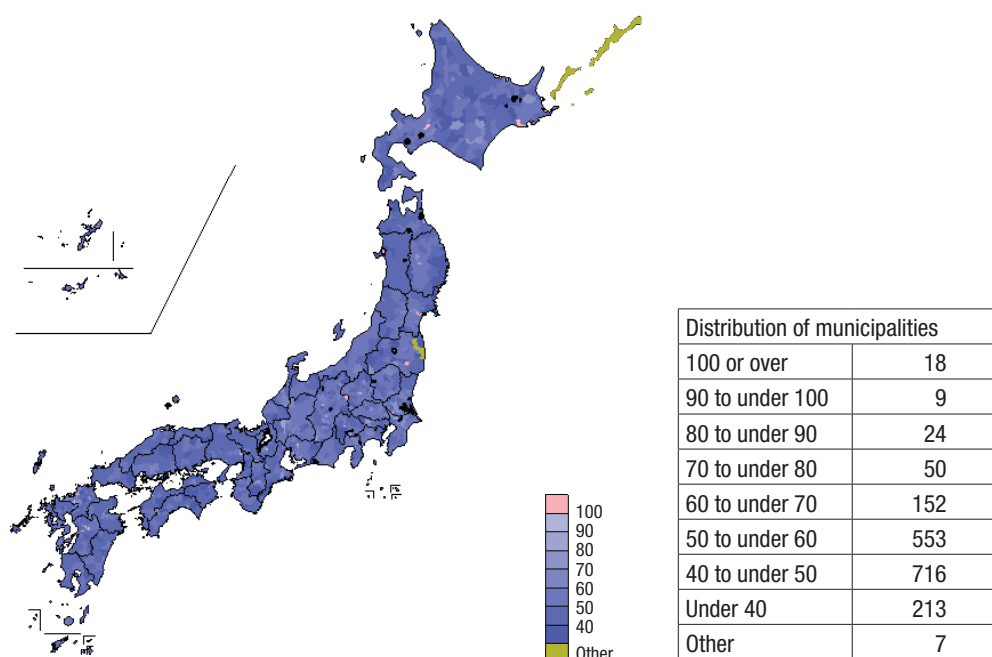 100
90
80
70
60
50
40
Other
Distribution of municipalities
100 or over 18
90 to under 100 9
80 to under 90 24
70 to under 80 50
60 to under 70 152
50 to under 60 553
40 to under 50 716
Under 40 213
Other 7